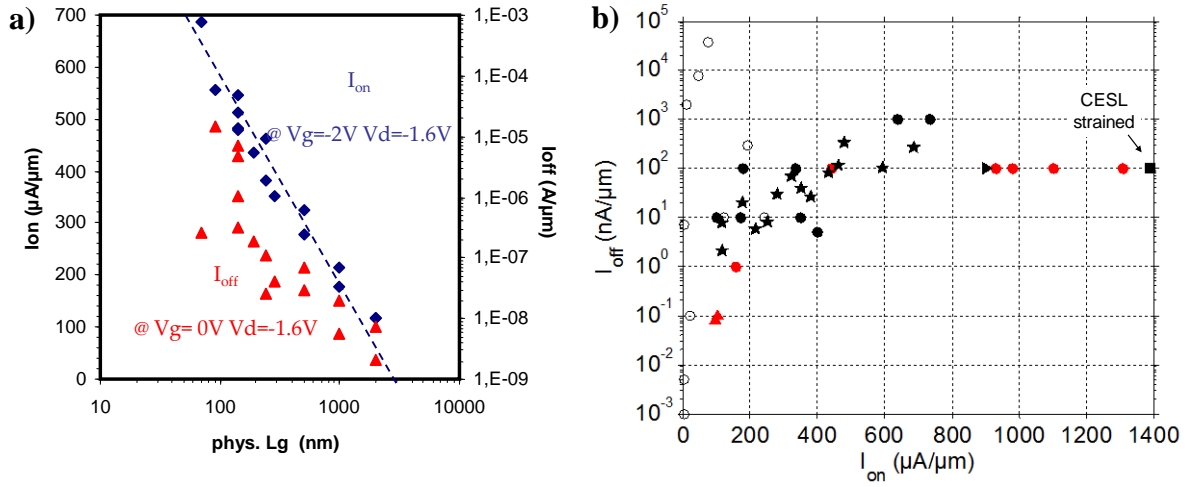 a)
700
600
500
400
300
200
100
0
Ion (µA/µm)
10
100
1000
10000
phys. Lg (nm)
1,E-03
1,E-04
1,E-05
1,E-06
1,E-07
1,E-08
1,E-09
Ioff (A/µm)
Ion
@ Vg=-2V Vd=-1.6V
Ioff
@ Vg= 0V Vd=-1.6V
b)
10^5
10^4
10^3
10^2
10^1
10^0
10^-1
10^-2
10^-3
Ioff (nA/µm)
0
200
400
600
800
1000
1200
1400
Ion (µA/µm)
CESL
strained